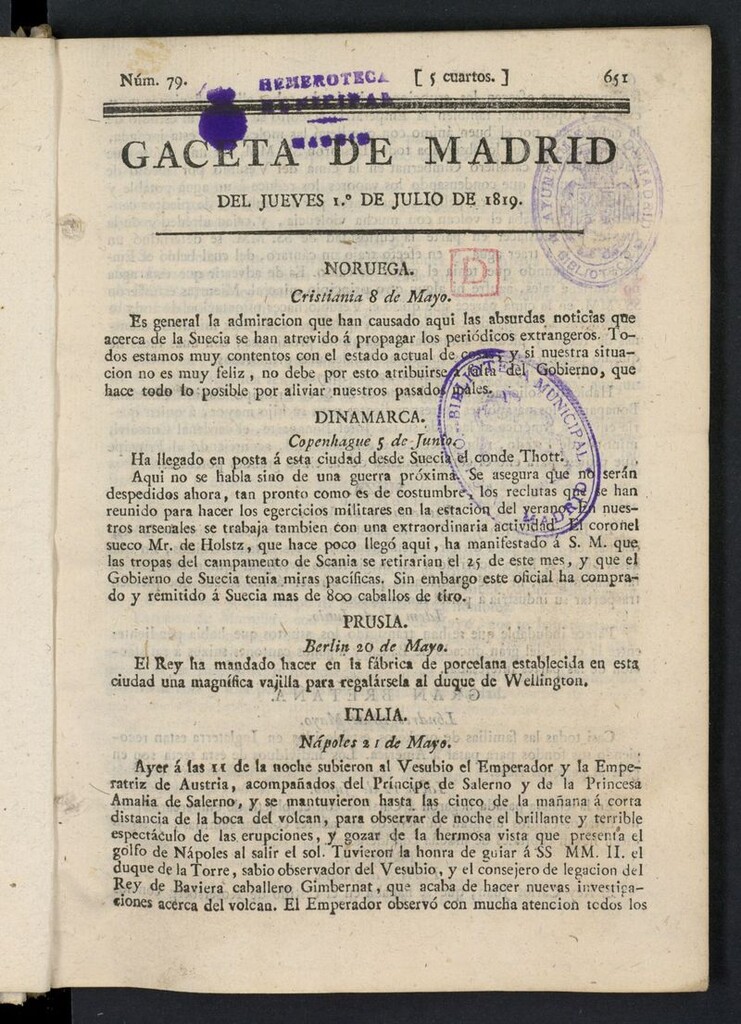 Núm. 79. [ 5 cuartos. ] 651
HEMEROTECA
MUNICIPAL
MADRID
GACETA DE MADRID
DEL JUEVES 1.º DE JULIO DE 1819.
AYUNT
BIBLIOTEC
D
NORUEGA.
Cristiania 8 de Mayo.
Es general la admiracion que han causado aqui las absurdas noticias que
acerca de la Suecia se han atrevido á propagar los periódicos extrangeros. To-
dos estamos muy contentos con el estado actual de cosas, y si nuestra situa-
cion no es muy feliz, no debe por esto atribuirse á falta del Gobierno, que
hace todo lo posible por aliviar nuestros pasados males.
DINAMARCA.
Copenhague 5 de Junio.
BIBLIOTECA MUNICIPAL
MADRID
Ha llegado en posta á esta ciudad desde Suecia el conde Thott.
Aqui no se habla sino de una guerra próxima. Se asegura que no serán
despedidos ahora, tan pronto como es de costumbre, los reclutas que se han
reunido para hacer los egercicios militares en la estacion del verano. En nues-
tros arsenales se trabaja tambien con una extraordinaria actividad. El coronel
sueco Mr. de Holstz, que hace poco llegó aqui, ha manifestado á S. M. que
las tropas del campamento de Scania se retirarian el 25 de este mes, y que el
Gobierno de Suecia tenia miras pacíficas. Sin embargo este oficial ha compra-
do y remitido á Suecia mas de 800 caballos de tiro.
PRUSIA.
Berlin 20 de Mayo.
El Rey ha mandado hacer en la fábrica de porcelana establecida en esta
ciudad una magnífica vajilla para regalársela al duque de Wellington.
ITALIA.
Nápoles 21 de Mayo.
Ayer á las 11 de la noche subieron al Vesubio el Emperador y la Empe-
ratriz de Austria, acompañados del Príncipe de Salerno y de la Princesa
Amalia de Salerno, y se mantuvieron hasta las cinco de la mañana á corta
distancia de la boca del volcan, para observar de noche el brillante y terrible
espectáculo de las erupciones, y gozar de la hermosa vista que presenta el
golfo de Nápoles al salir el sol. Tuvieron la honra de guiar á SS MM. II. el
duque de la Torre, sabio observador del Vesubio, y el consejero de legacion del
Rey de Baviera caballero Gimbernat, que acaba de hacer nuevas investiga-
ciones acerca del volcan. El Emperador observó con mucha atencion todos los